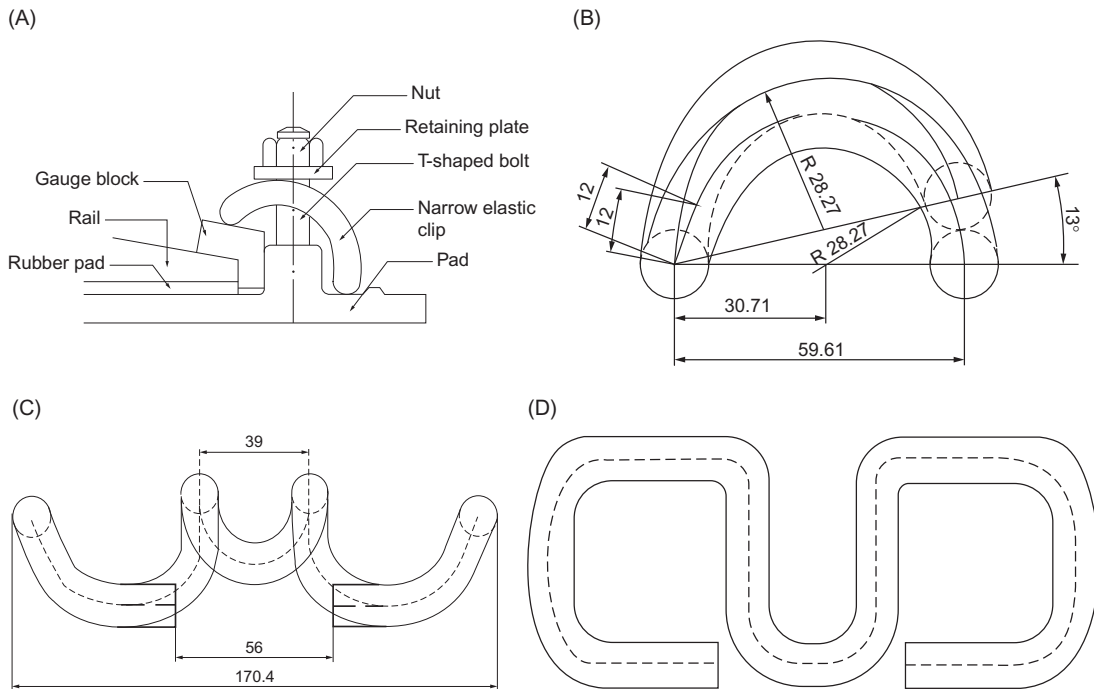 (A)
Nut
Retaining plate
T-shaped bolt
Gauge block
Rail
Narrow elastic
clip
Rubber pad
Pad
(B)
12
12
R 28.27
R 28.27
13°
30.71
59.61
(C)
39
56
170.4
(D)